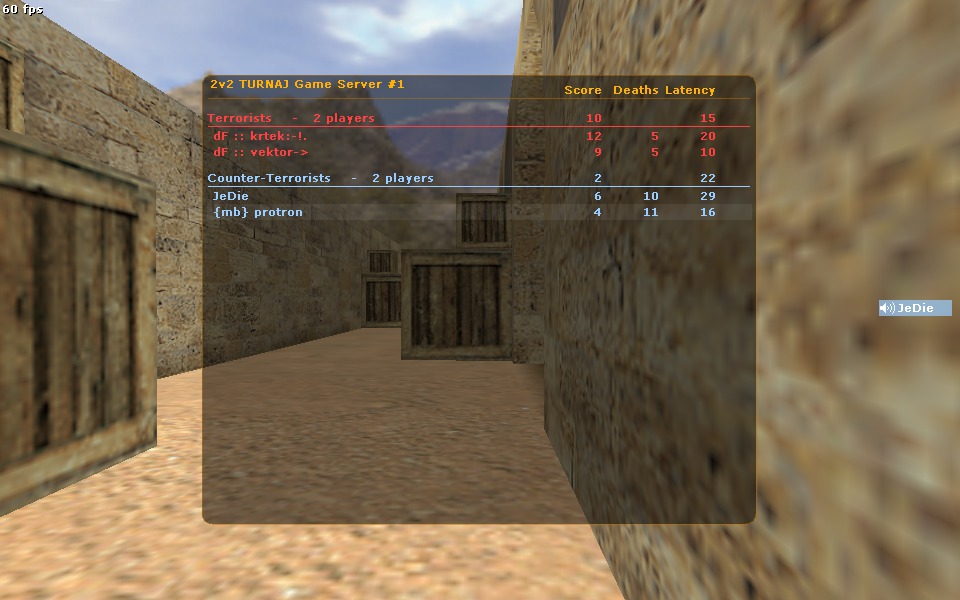 60 fps
2v2 TURNAJ Game Server #1 Score Deaths Latency
Terrorists - 2 players 10 15
dF :: krtek:-!. 12 5 20
dF :: vektor-> 9 5 10
Counter-Terrorists - 2 players 2 22
JeDie 6 10 29
{mb} protron 4 11 16
JeDie